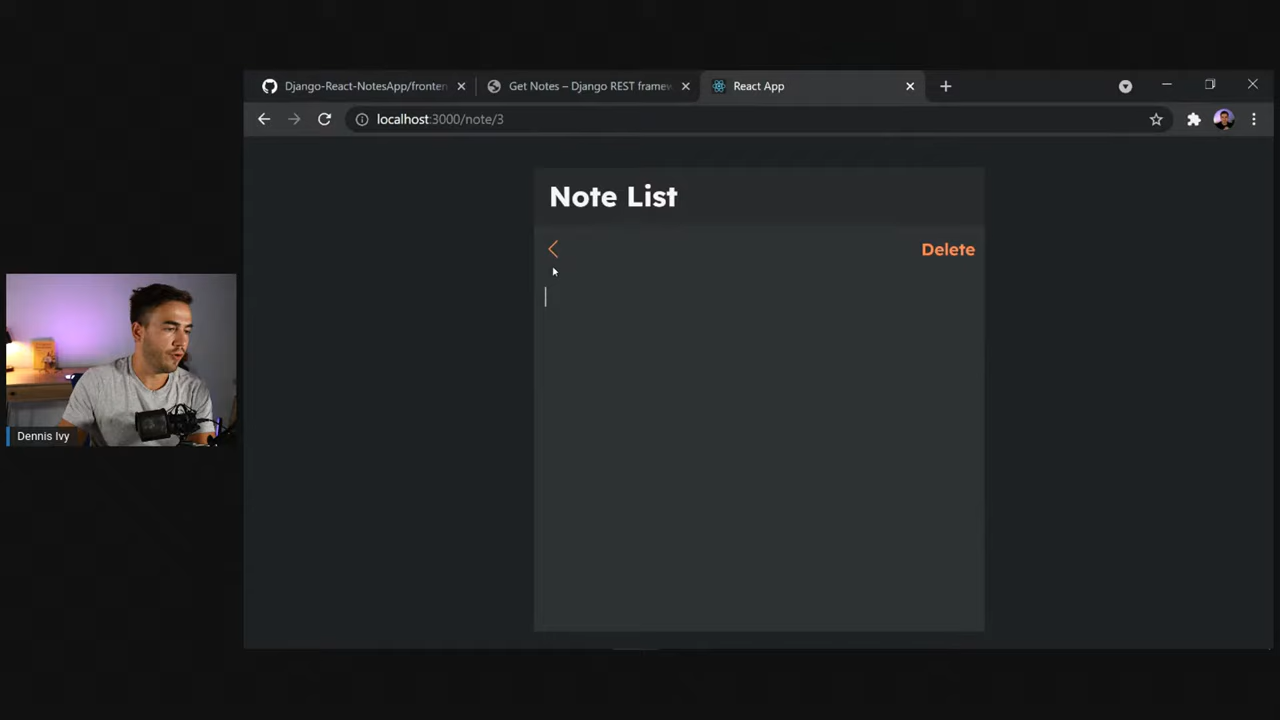 Django-React-NotesApp/fronten
Get Notes – Django REST framew
React App
localhost:3000/note/3
Note List
Delete
Dennis Ivy